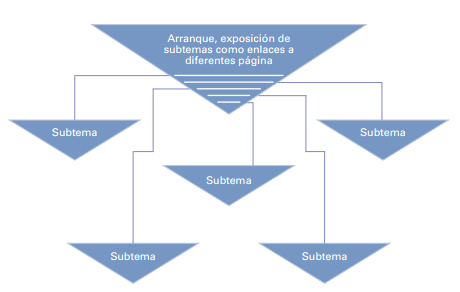 Arranque, exposición de
subtemas como enlaces a
diferentes página
Subtema
Subtema
Subtema
Subtema
Subtema